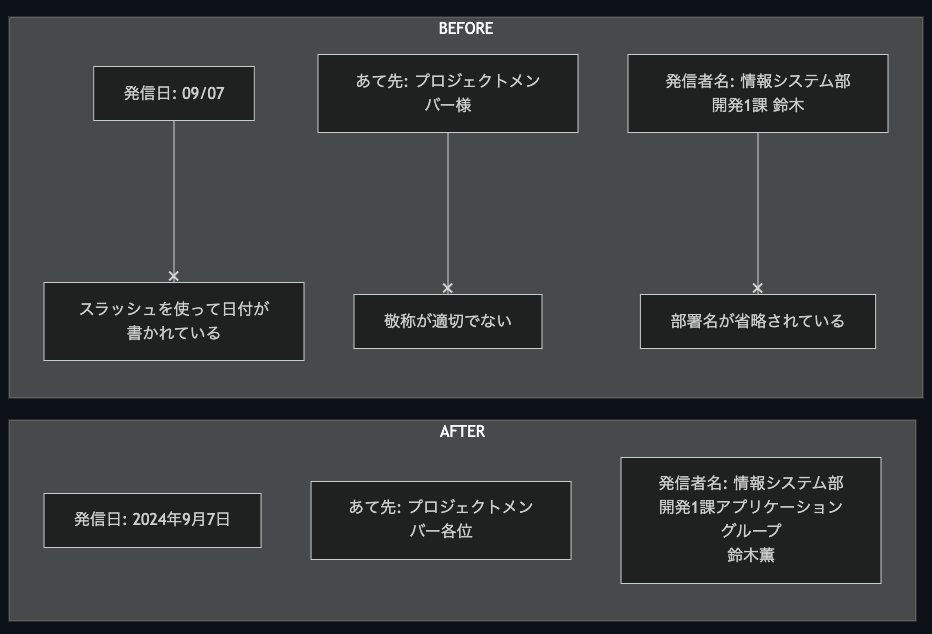 BEFORE
発信日: 09/07
あて先: プロジェクトメン
バー様
発信者名: 情報システム部
開発1課 鈴木
スラッシュを使って日付が
書かれている
敬称が適切でない
部署名が省略されている
AFTER
発信日: 2024年9月7日
あて先: プロジェクトメン
バー各位
発信者名: 情報システム部
開発1課アプリケーション
グループ
鈴木薫